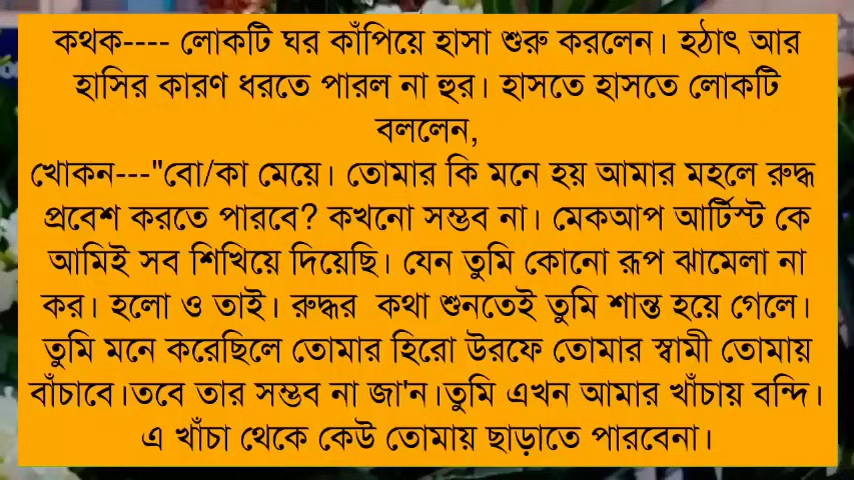 কথক---- লোকটি ঘর কাঁপিয়ে হাসা শুরু করলেন। হঠাৎ আর
হাসির কারণ ধরতে পারল না হুর। হাসতে হাসতে লোকটি
বললেন,
খোকন---"বো/কা মেয়ে। তোমার কি মনে হয় আমার মহলে রুদ্ধ
প্রবেশ করতে পারবে? কখনো সম্ভব না। মেকআপ আর্টিস্ট কে
আমিই সব শিখিয়ে দিয়েছি। যেন তুমি কোনো রূপ ঝামেলা না
কর। হলো ও তাই। রুদ্ধর কথা শুনতেই তুমি শান্ত হয়ে গেলে।
তুমি মনে করেছিলে তোমার হিরো উরফে তোমার স্বামী তোমায়
বাঁচাবে।তবে তার সম্ভব না জা'ন।তুমি এখন আমার খাঁচায় বন্দি।
এ খাঁচা থেকে কেউ তোমায় ছাড়াতে পারবেনা।